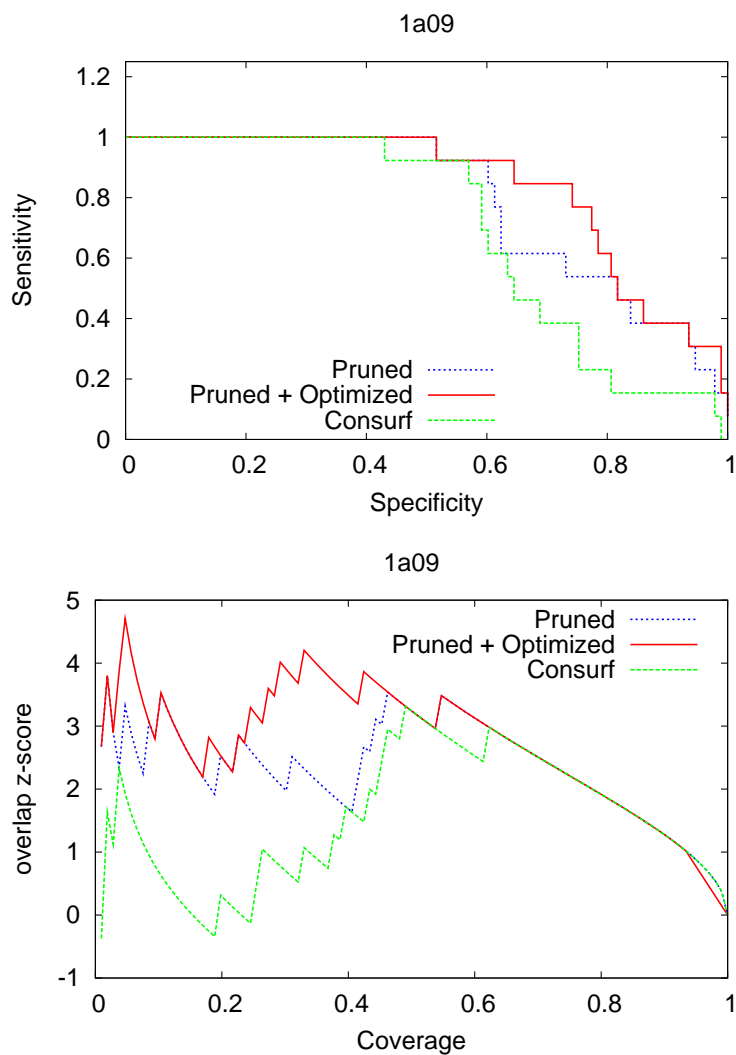 1a09
1.2
1
0.8
0.6
0.4
0.2
0
Sensitivity
Pruned
Pruned + Optimized
Consurf
0 0.2 0.4 0.6 0.8 1
Specificity
1a09
5
4
3
2
1
0
-1
overlap z-score
Pruned
Pruned + Optimized
Consurf
0 0.2 0.4 0.6 0.8 1
Coverage